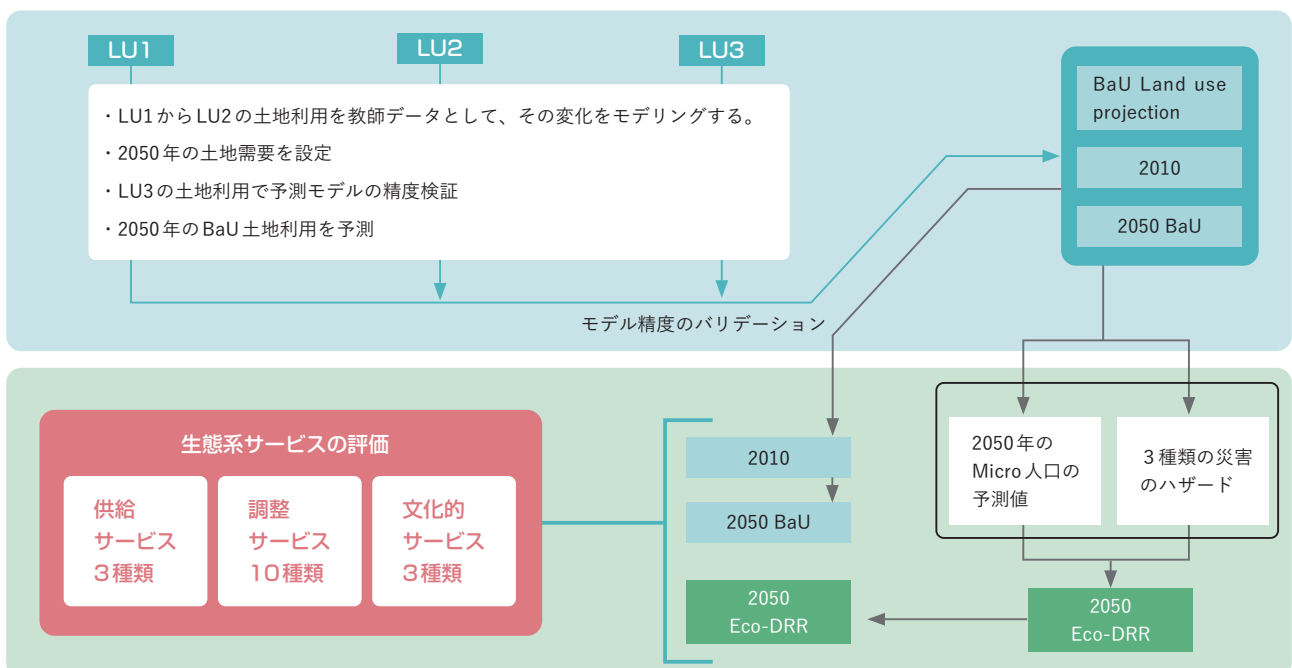 LU1
LU2
LU3
・LU1からLU2の土地利用を教師データとして、その変化をモデリングする。
・2050年の土地需要を設定
・LU3の土地利用で予測モデルの精度検証
・2050年のBaU土地利用を予測
モデル精度のバリデーション
BaU Land use
projection
2010
2050 BaU
生態系サービスの評価
供給
サービス
3種類
調整
サービス
10種類
文化的
サービス
3種類
2010
2050 BaU
2050
Eco-DRR
2050年の
Micro人口の
予測値
3種類の災害
のハザード
2050
Eco-DRR